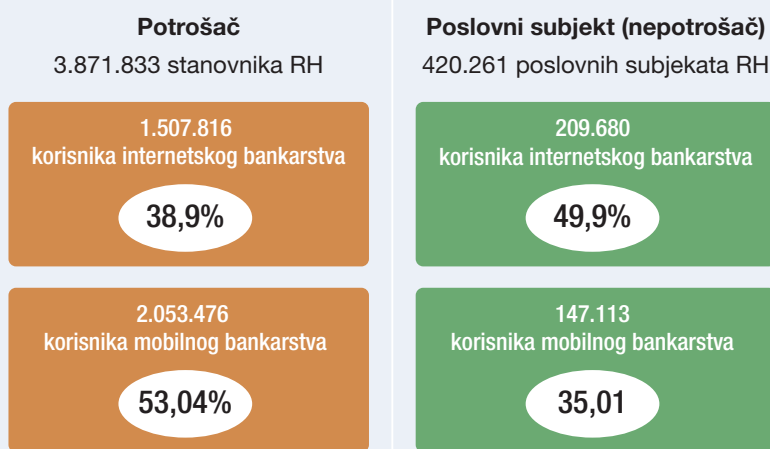 Potrošač
3.871.833 stanovnika RH
1.507.816
korisnika internetskog bankarstva
38,9%
2.053.476
korisnika mobilnog bankarstva
53,04%
Poslovni subjekt (nepotrošač)
420.261 poslovnih subjekata RH
209.680
korisnika internetskog bankarstva
49,9%
147.113
korisnika mobilnog bankarstva
35,01